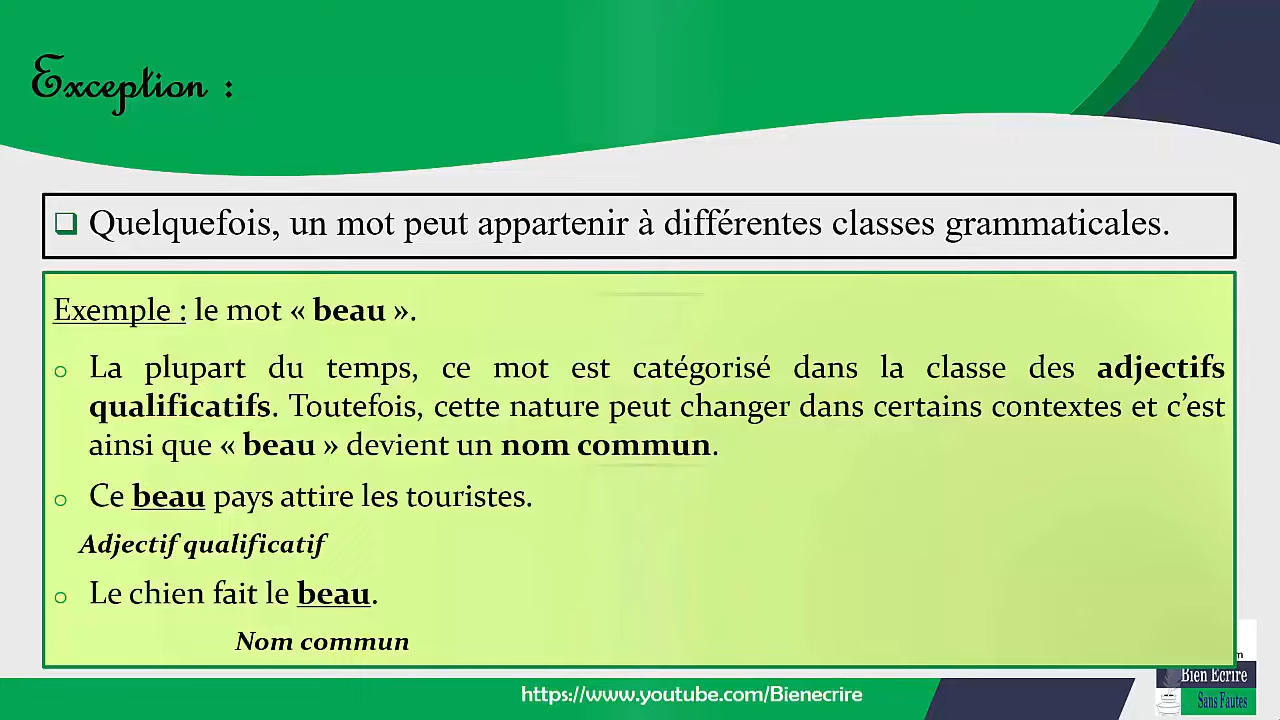 Exception :
Quelquefois, un mot peut appartenir à différentes classes grammaticales.
Exemple : le mot « beau ».
La plupart du temps, ce mot est catégorisé dans la classe des adjectifs
qualificatifs. Toutefois, cette nature peut changer dans certains contextes et c’est
ainsi que « beau » devient un nom commun.
Ce beau pays attire les touristes.
Adjectif qualificatif
Le chien fait le beau.
Nom commun
https://www.youtube.com/Bienecrire
Bien Ecrire
Sans Fautes